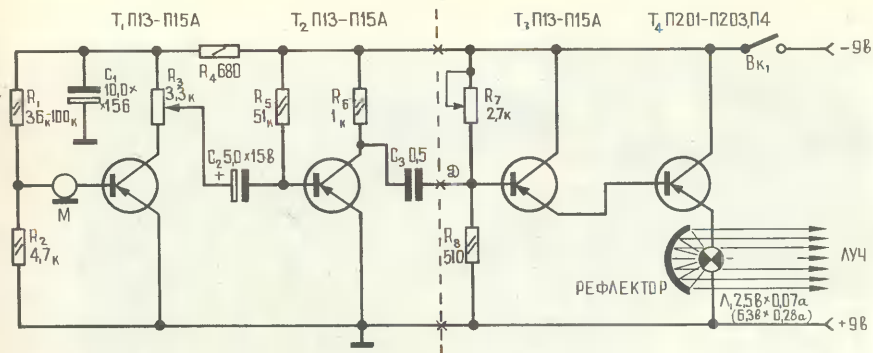 T₁ П13-П15А
T₂ П13-П15А
T₃ П13-П15А
T₄ П201-П203,П4
R₁
36к-100к
C₁
10,0×
×15в
R₃
3,3к
R₄ 680
R₅
51к
R₆
1к
R₇
2,7к
Вк₁
-9в
М
C₂ 5,0×15в
+
C₃ 0,5
Д
R₂
4,7к
R₈
510
РЕФЛЕКТОР
ЛУЧ
Л₁ 2,5в×0,07а
(6,3в×0,28а)
+9в